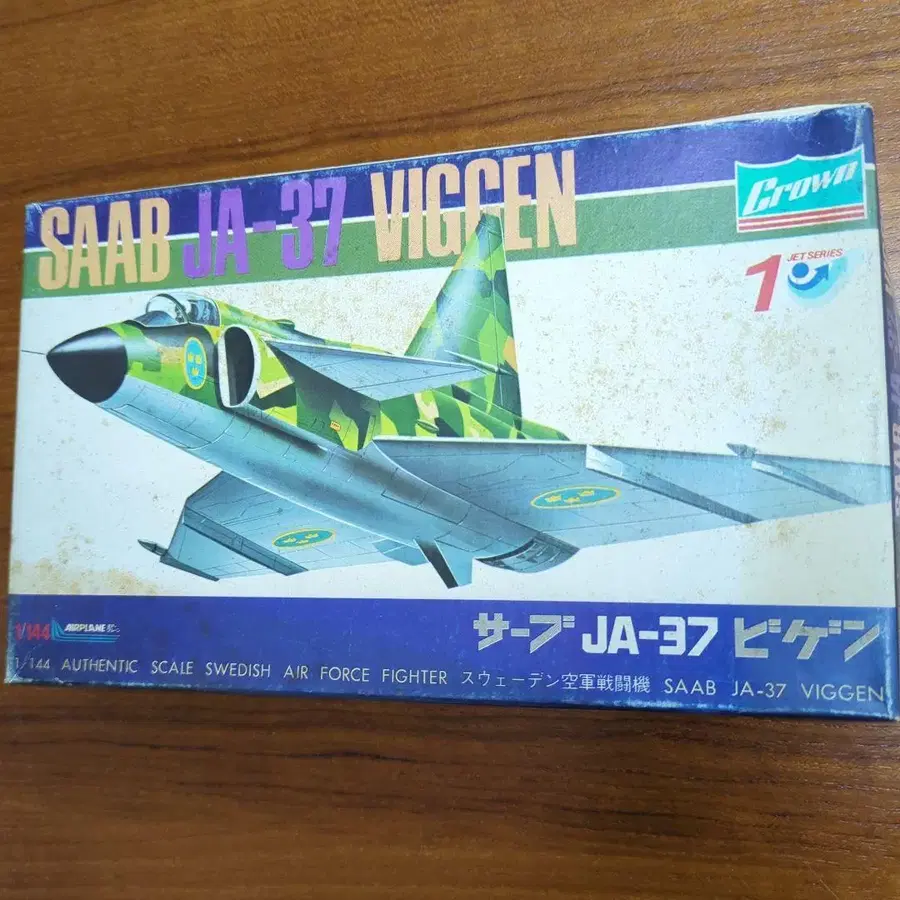 SAAB JA-37 VIGGEN
Crown
1 JET SERIES
1/144 AIRPLANE
サーブ JA-37 ビゲン
1/144 AUTHENTIC SCALE SWEDISH AIR FORCE FIGHTER スウェーデン空軍戦闘機 SAAB JA-37 VIGGEN